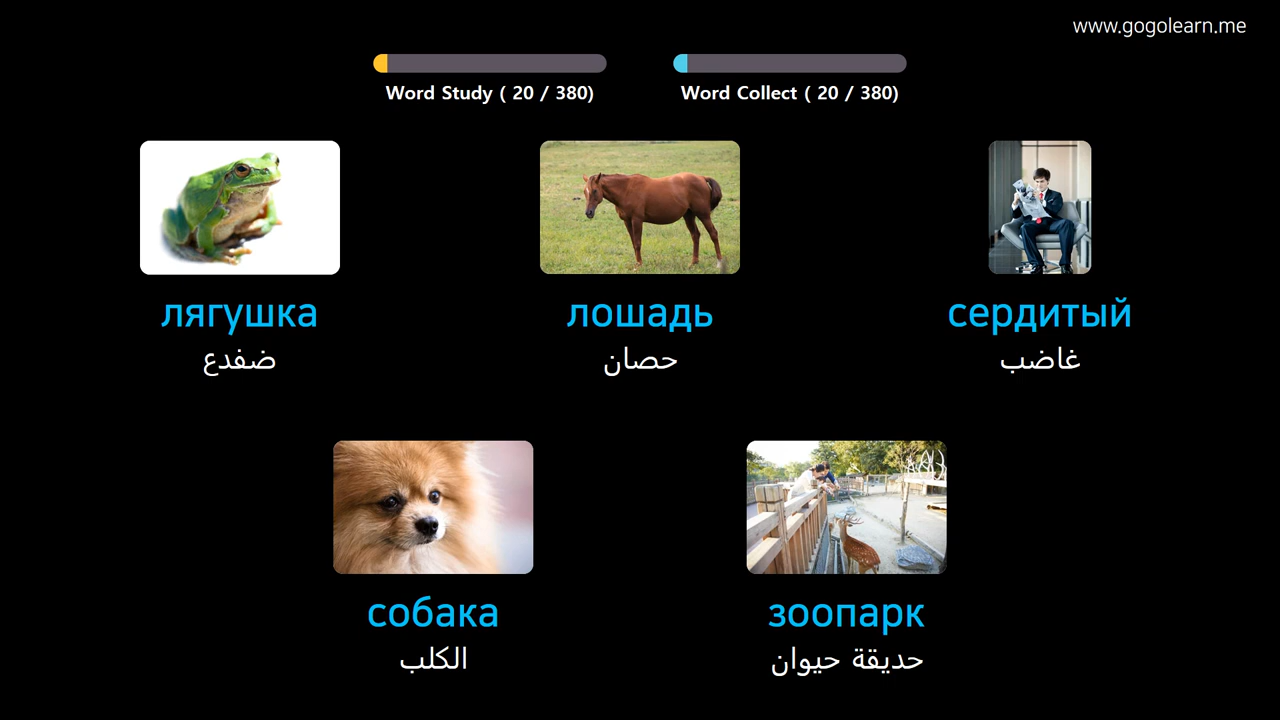 www.gogolearn.me
Word Study ( 20 / 380)
Word Collect ( 20 / 380)
лягушка
ضفدع
лошадь
حصان
сердитый
غاضب
собака
الكلب
зоопарк
حديقة حيوان